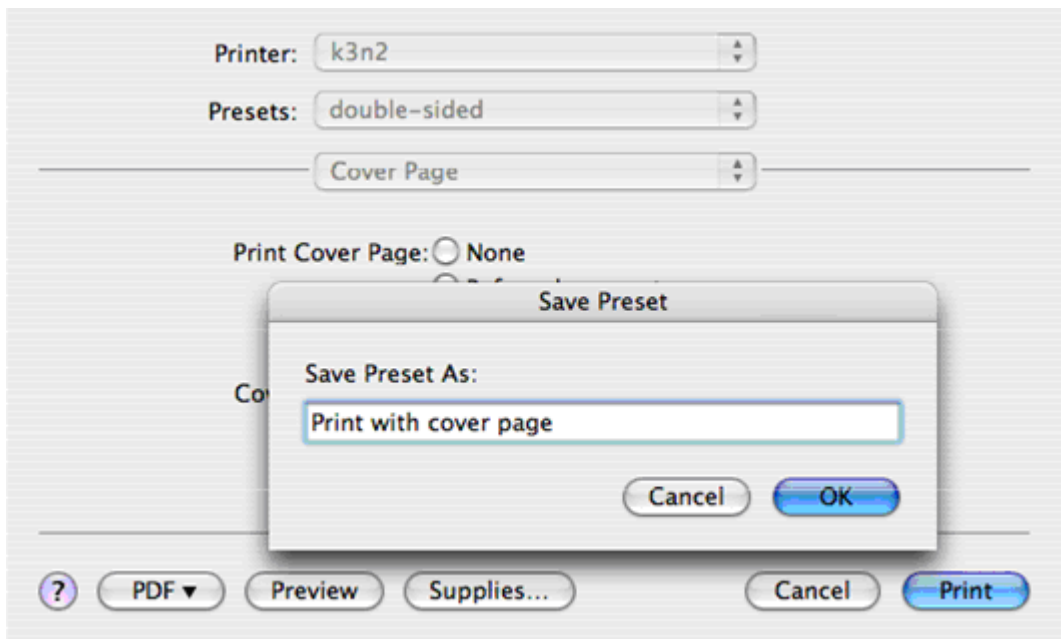 Printer: k3n2
Presets: double-sided
Cover Page
Print Cover Page: None
Save Preset
Save Preset As:
Print with cover page
Cancel OK
? PDF Preview Supplies... Cancel Print